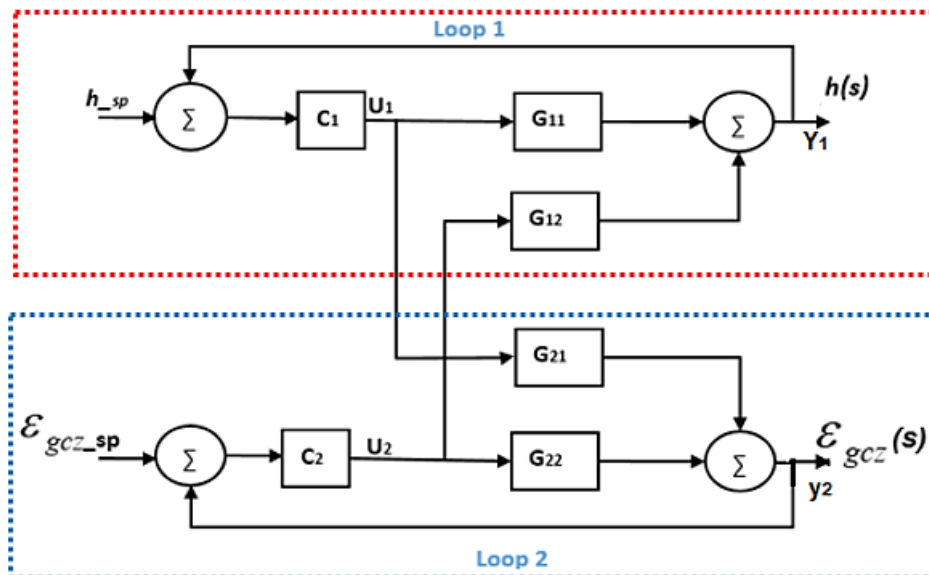 Loop 1
h_sp
Σ
C1
U1
G11
Σ
h(s)
Y1
G12
G21
εgcz_sp
Σ
C2
U2
G22
Σ
εgcz(s)
y2
Loop 2